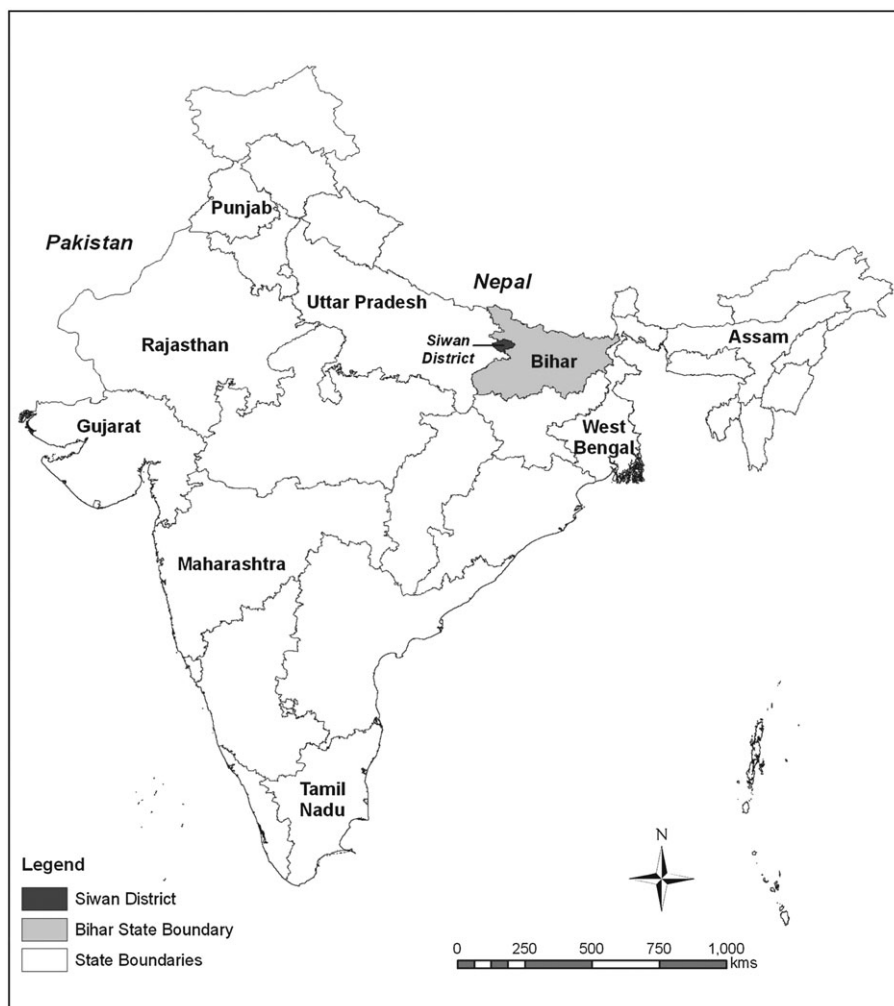 Punjab
Pakistan
Nepal
Uttar Pradesh
Siwan
District
Bihar
Assam
Rajasthan
Gujarat
West
Bengal
Maharashtra
Tamil
Nadu
N
Legend
Siwan District
Bihar State Boundary
State Boundaries
0 250 500 750 1,000
kms